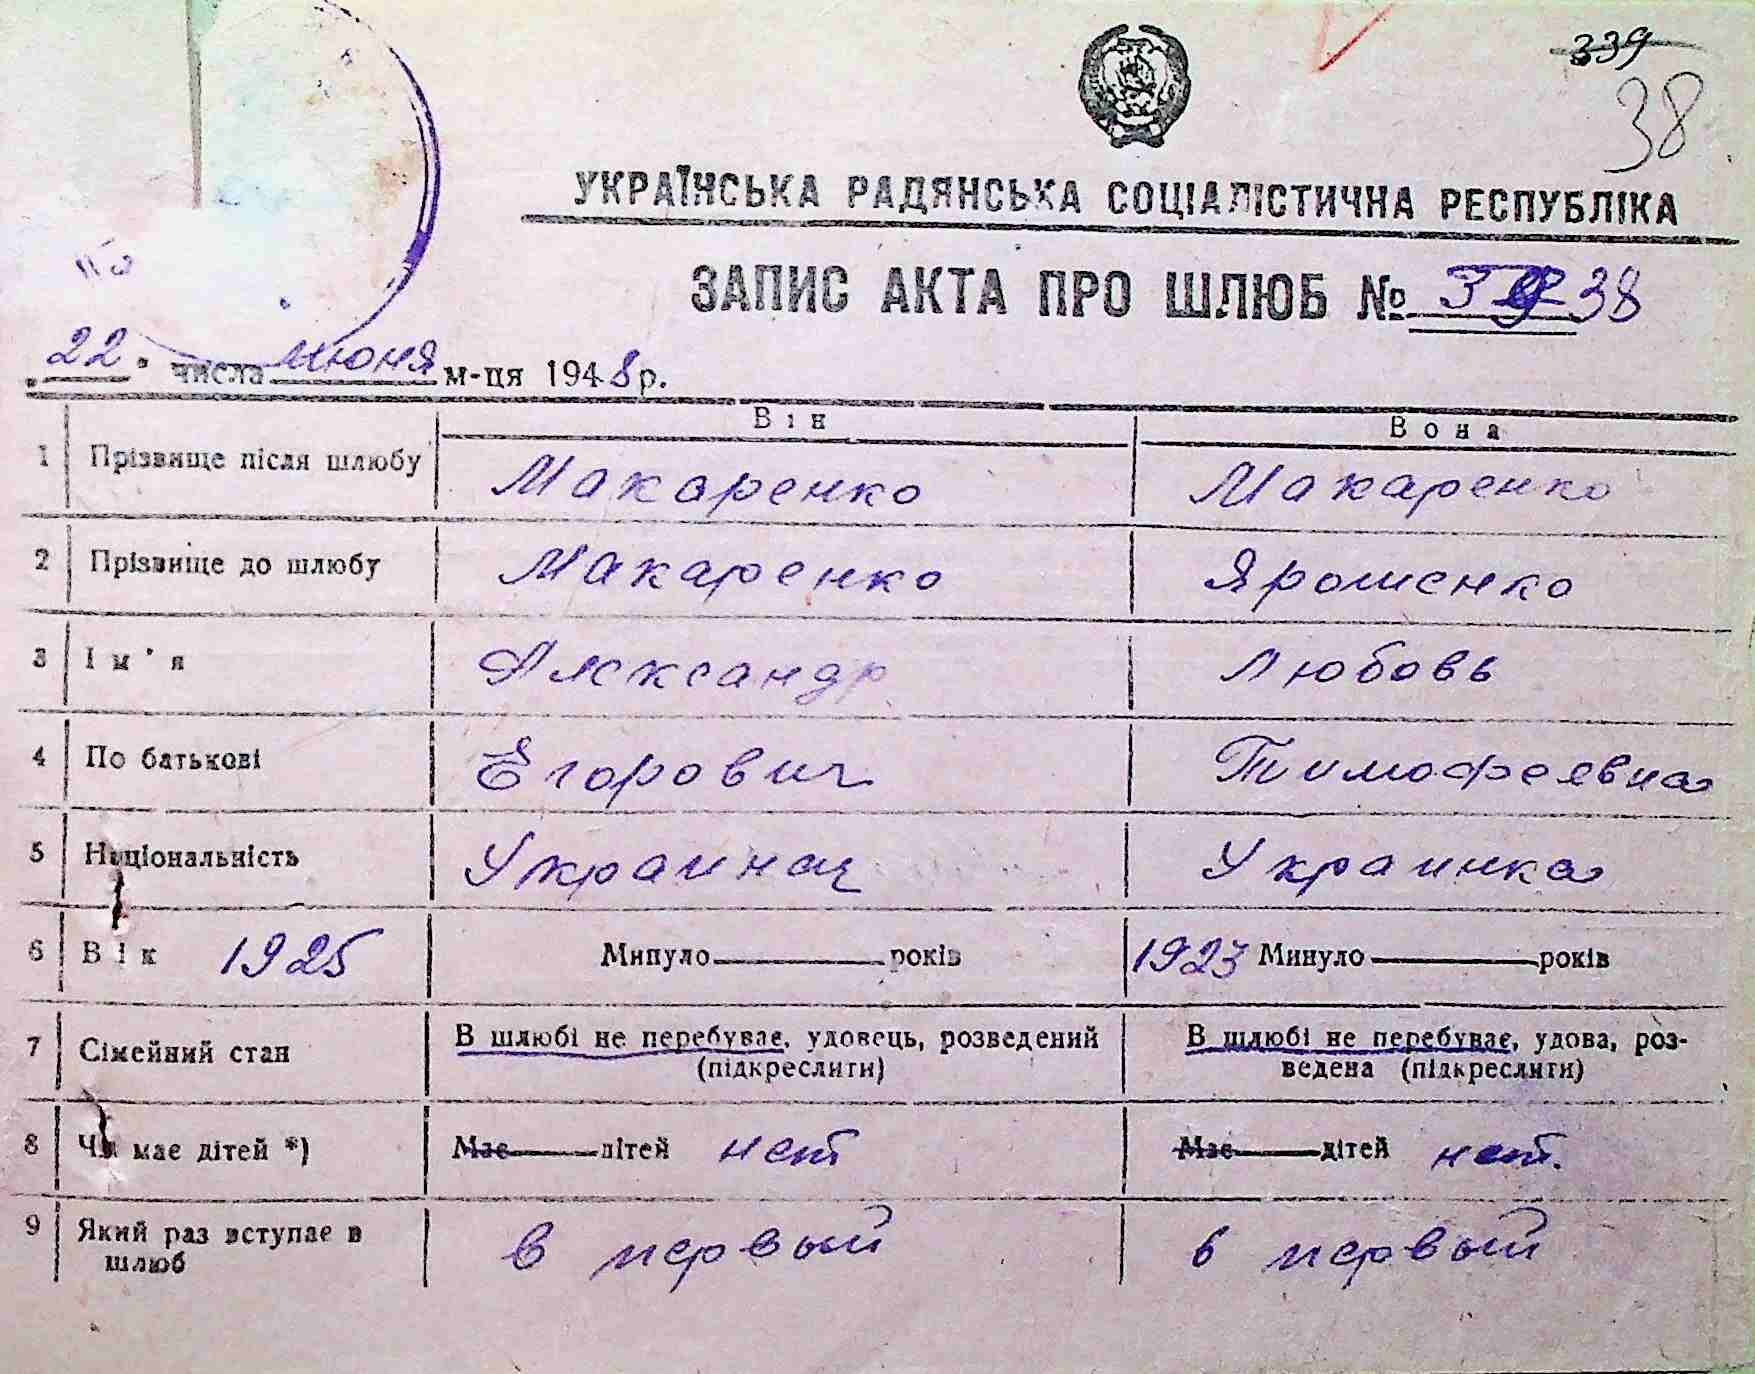 339
38
УКРАЇНСЬКА РАДЯНСЬКА СОЦІАЛІСТИЧНА РЕСПУБЛІКА
ЗАПИС АКТА ПРО ШЛЮБ № 38
22 числа июня м-ця 1948 р.
Він Вона
1 Прізвище після шлюбу Макаренко Макаренко
2 Прізвище до шлюбу Макаренко Ярошенко
3 Ім'я Александр Любовь
4 По батькові Егорович Тимофеевна
5 Національність Украинец Украинка
6 Вік 1925 Минуло років 1923 Минуло років
7 Сімейний стан В шлюбі не перебуває, удовець, розведений В шлюбі не перебуває, удова, роз-
(підкреслити) ведена (підкреслити)
8 Чи має дітей *) Має дітей нет Має дітей нет.
9 Який раз вступає в в первый в первый
шлюб